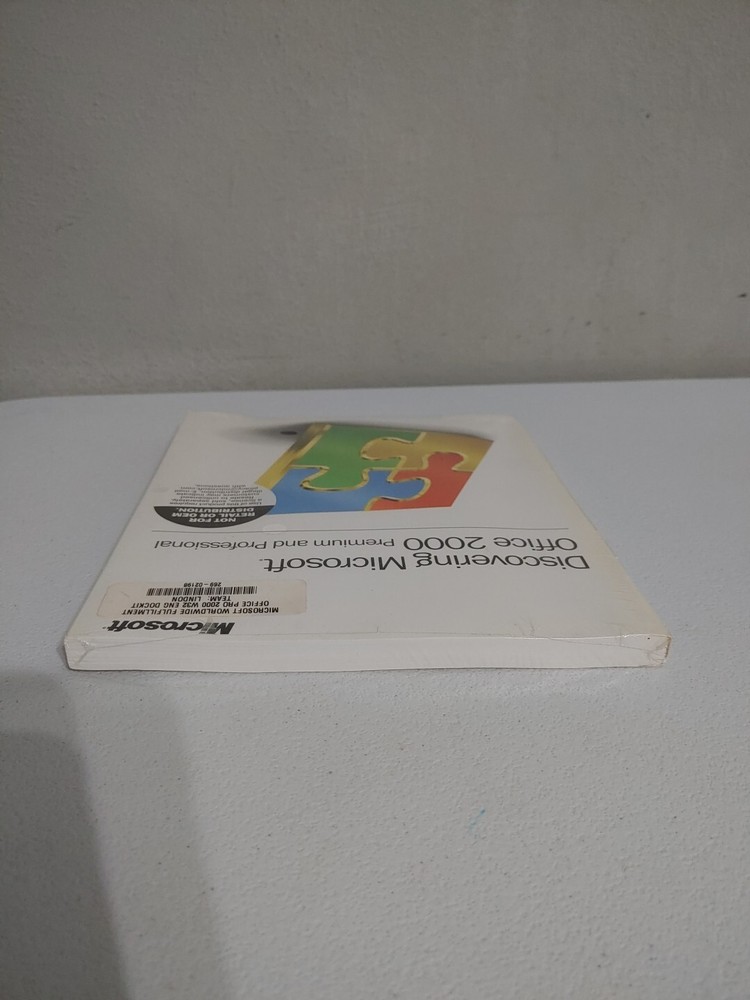 Microsoft
MICROSOFT WORLDWIDE FULFILLMENT
OFFICE PRO 2000 W32 ENG DOCKIT
TEAM: LINDON
269-02198
Discovering Microsoft.
Office 2000 Premium and Professional
NOT FOR
RETAIL OR OEM
DISTRIBUTION.